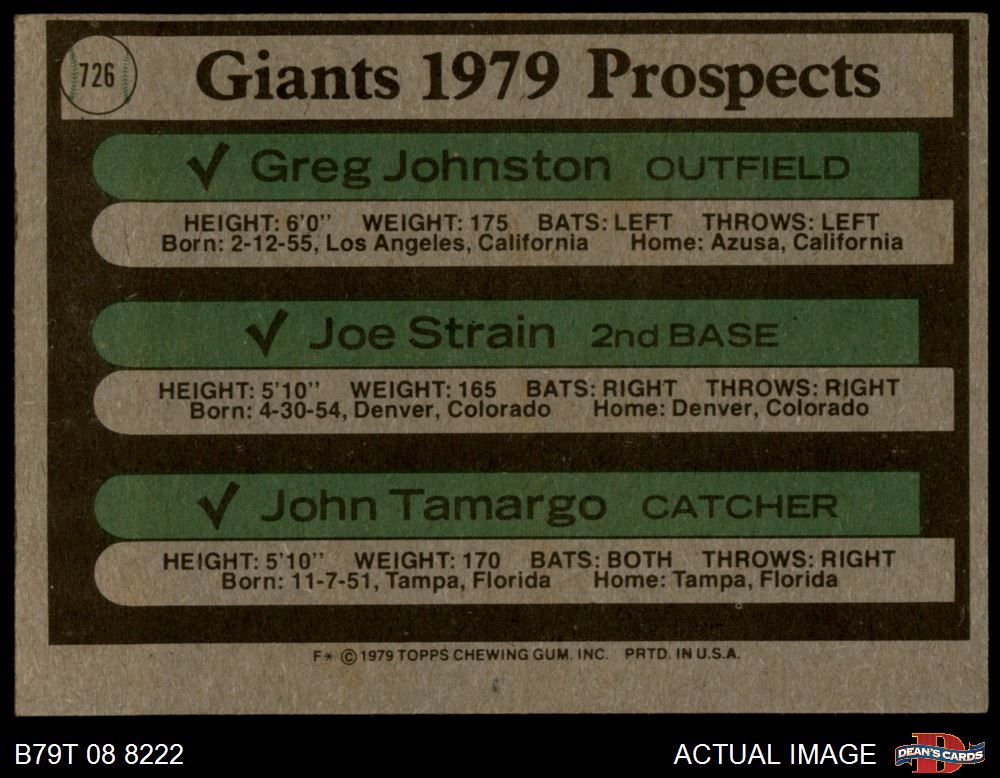 726
Giants 1979 Prospects
✓ Greg Johnston OUTFIELD
HEIGHT: 6'0'' WEIGHT: 175 BATS: LEFT THROWS: LEFT
Born: 2-12-55, Los Angeles, California Home: Azusa, California
✓ Joe Strain 2nd BASE
HEIGHT: 5'10'' WEIGHT: 165 BATS: RIGHT THROWS: RIGHT
Born: 4-30-54, Denver, Colorado Home: Denver, Colorado
✓ John Tamargo CATCHER
HEIGHT: 5'10'' WEIGHT: 170 BATS: BOTH THROWS: RIGHT
Born: 11-7-51, Tampa, Florida Home: Tampa, Florida
F* © 1979 TOPPS CHEWING GUM. INC. PRTD. IN U.S.A.
B79T 08 8222
ACTUAL IMAGE
D
DEAN'S CARDS